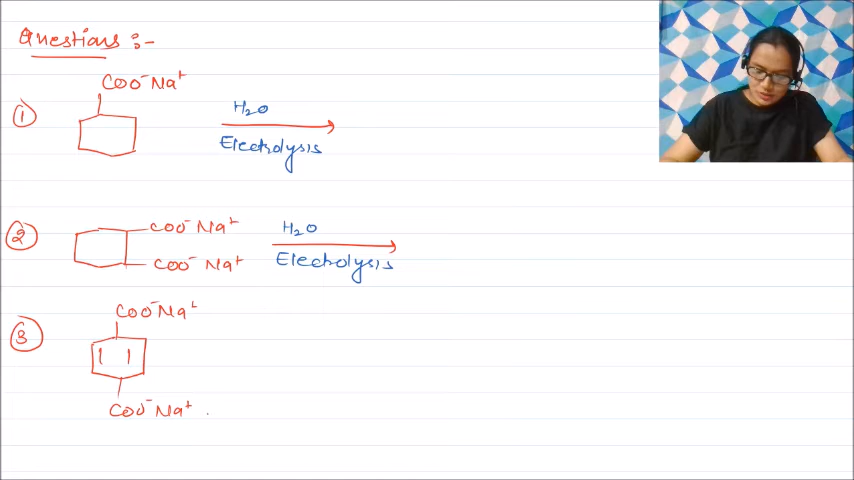 Questions :-
COO⁻Na⁺
① H₂O
Electrolysis
② COO⁻Na⁺ H₂O
COO⁻Na⁺ Electrolysis
COO⁻Na⁺
③
COO⁻Na⁺